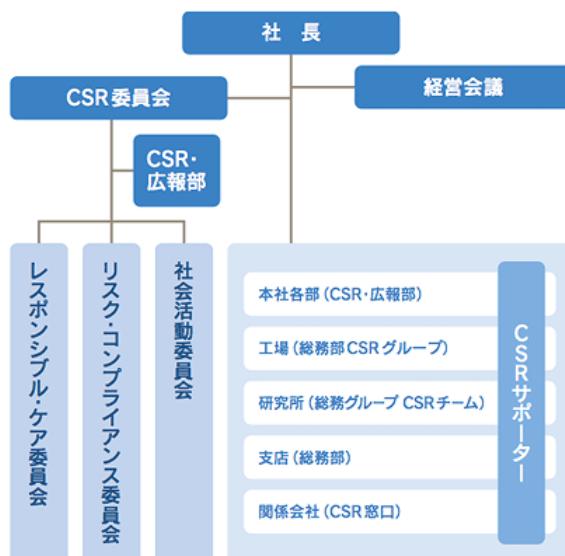 社長
経営会議
CSR委員会
CSR・
広報部
レスポンシブル・ケア委員会
リスク・コンプライアンス委員会
社会活動委員会
本社各部（CSR・広報部）
工場（総務部CSRグループ）
研究所（総務グループ CSRチーム）
支店（総務部）
関係会社（CSR窓口）
CSRサポーター